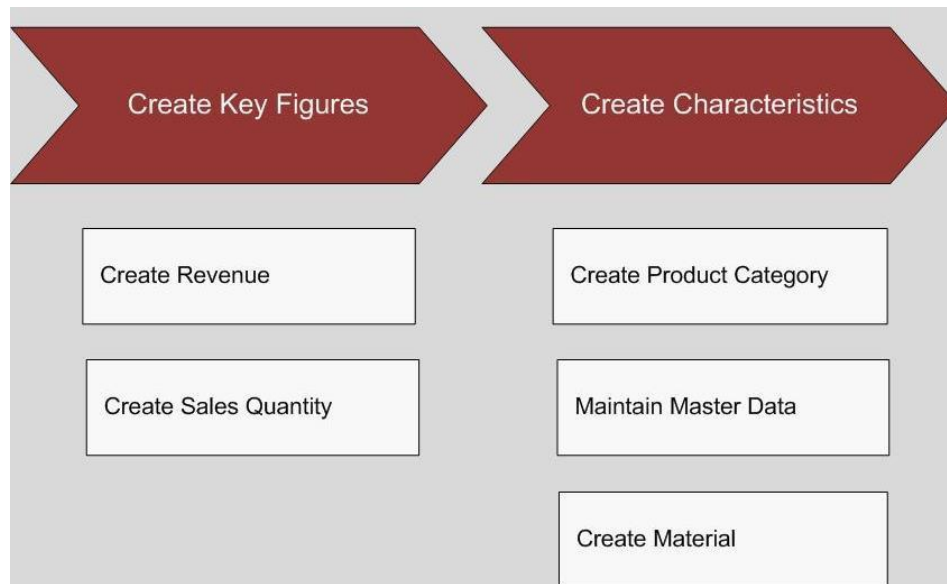 Create Key Figures
Create Characteristics
Create Revenue
Create Product Category
Create Sales Quantity
Maintain Master Data
Create Material